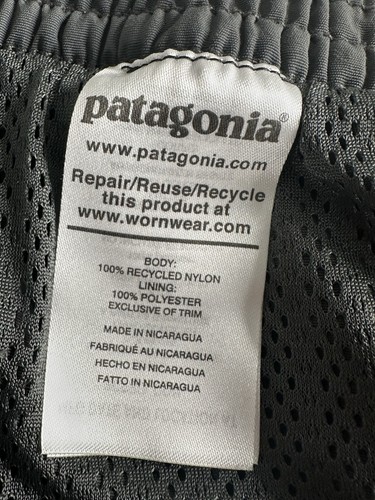 patagonia®
www.patagonia.com
Repair/Reuse/Recycle
this product at
www.wornwear.com
BODY:
100% RECYCLED NYLON
LINING:
100% POLYESTER
EXCLUSIVE OF TRIM
MADE IN NICARAGUA
FABRIQUÉ AU NICARAGUA
HECHO EN NICARAGUA
FATTO IN NICARAGUA